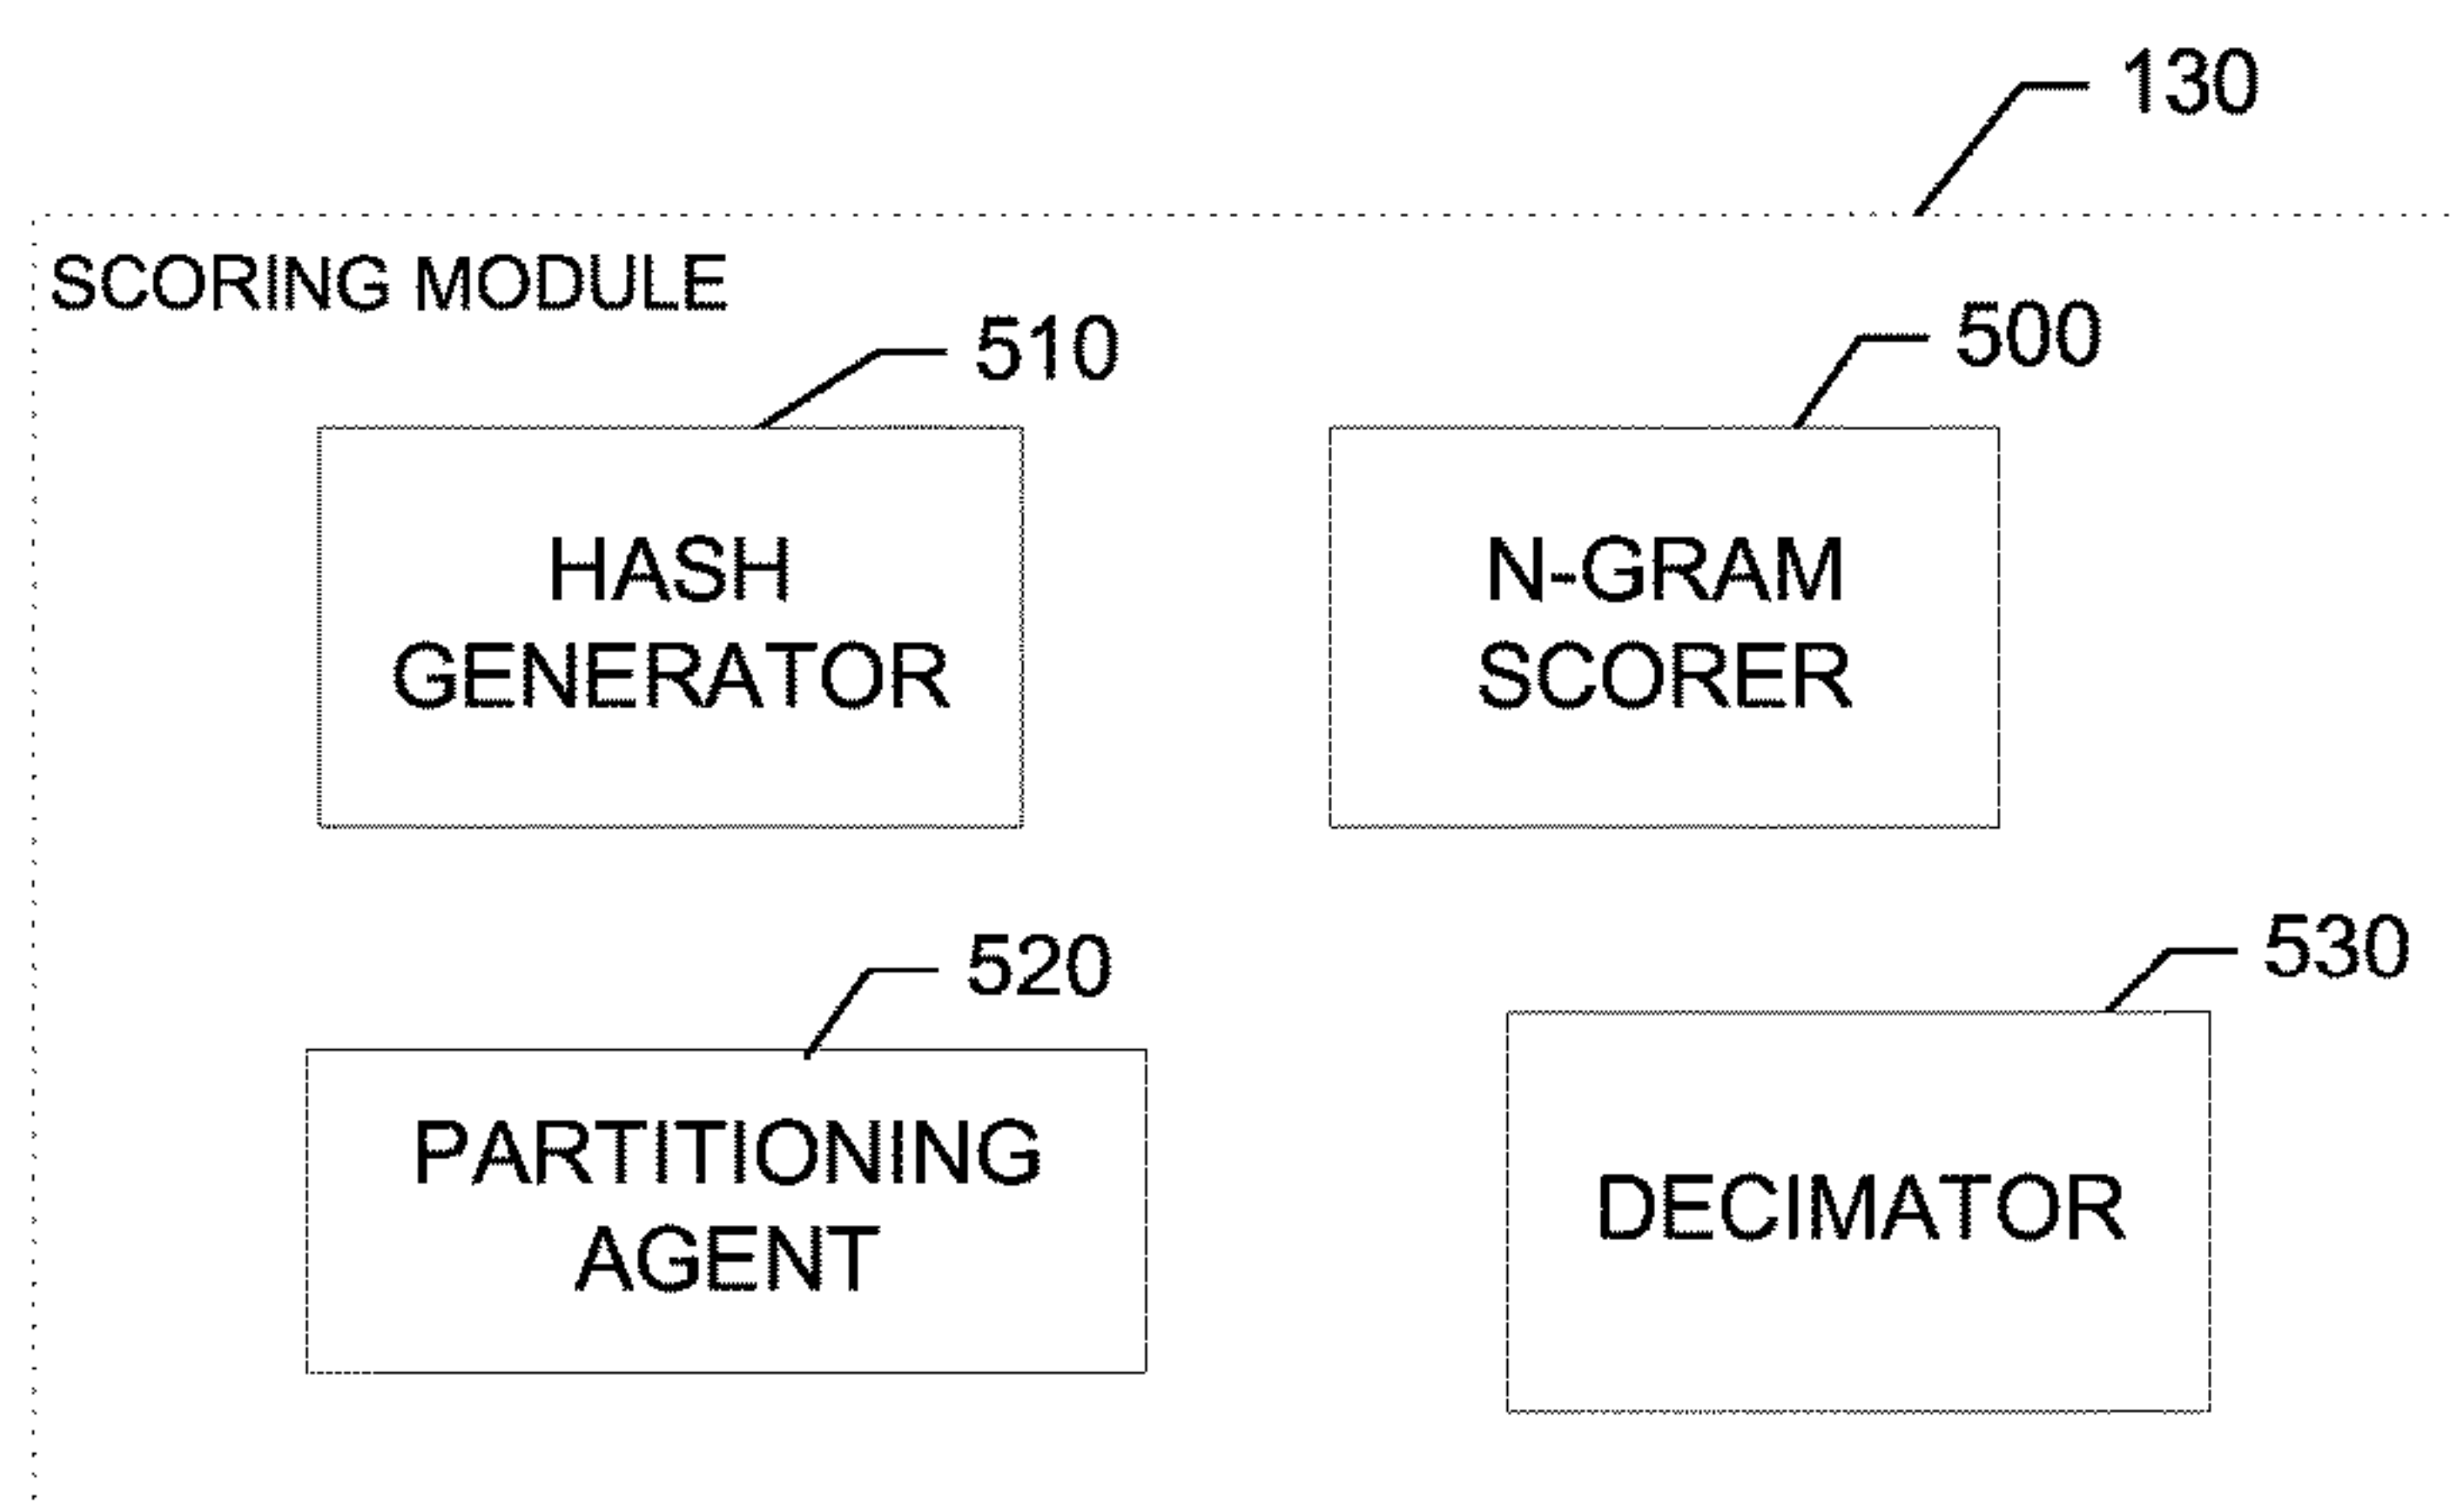 130
SCORING MODULE
510
500
HASH
GENERATOR
N-GRAM
SCORER
520
530
PARTITIONING
AGENT
DECIMATOR